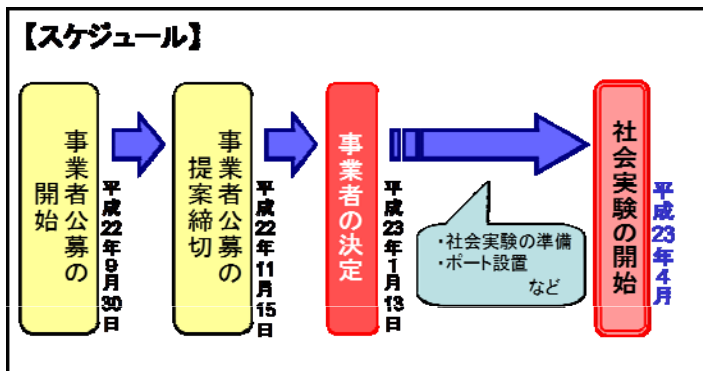 【スケジュール】
事業者公募の
開始
平成22年9月30日
事業者公募の
提案締切
平成22年11月15日
事業者の決定
平成23年1月13日
・社会実験の準備
・ポート設置
など
社会実験の開始
平成23年4月